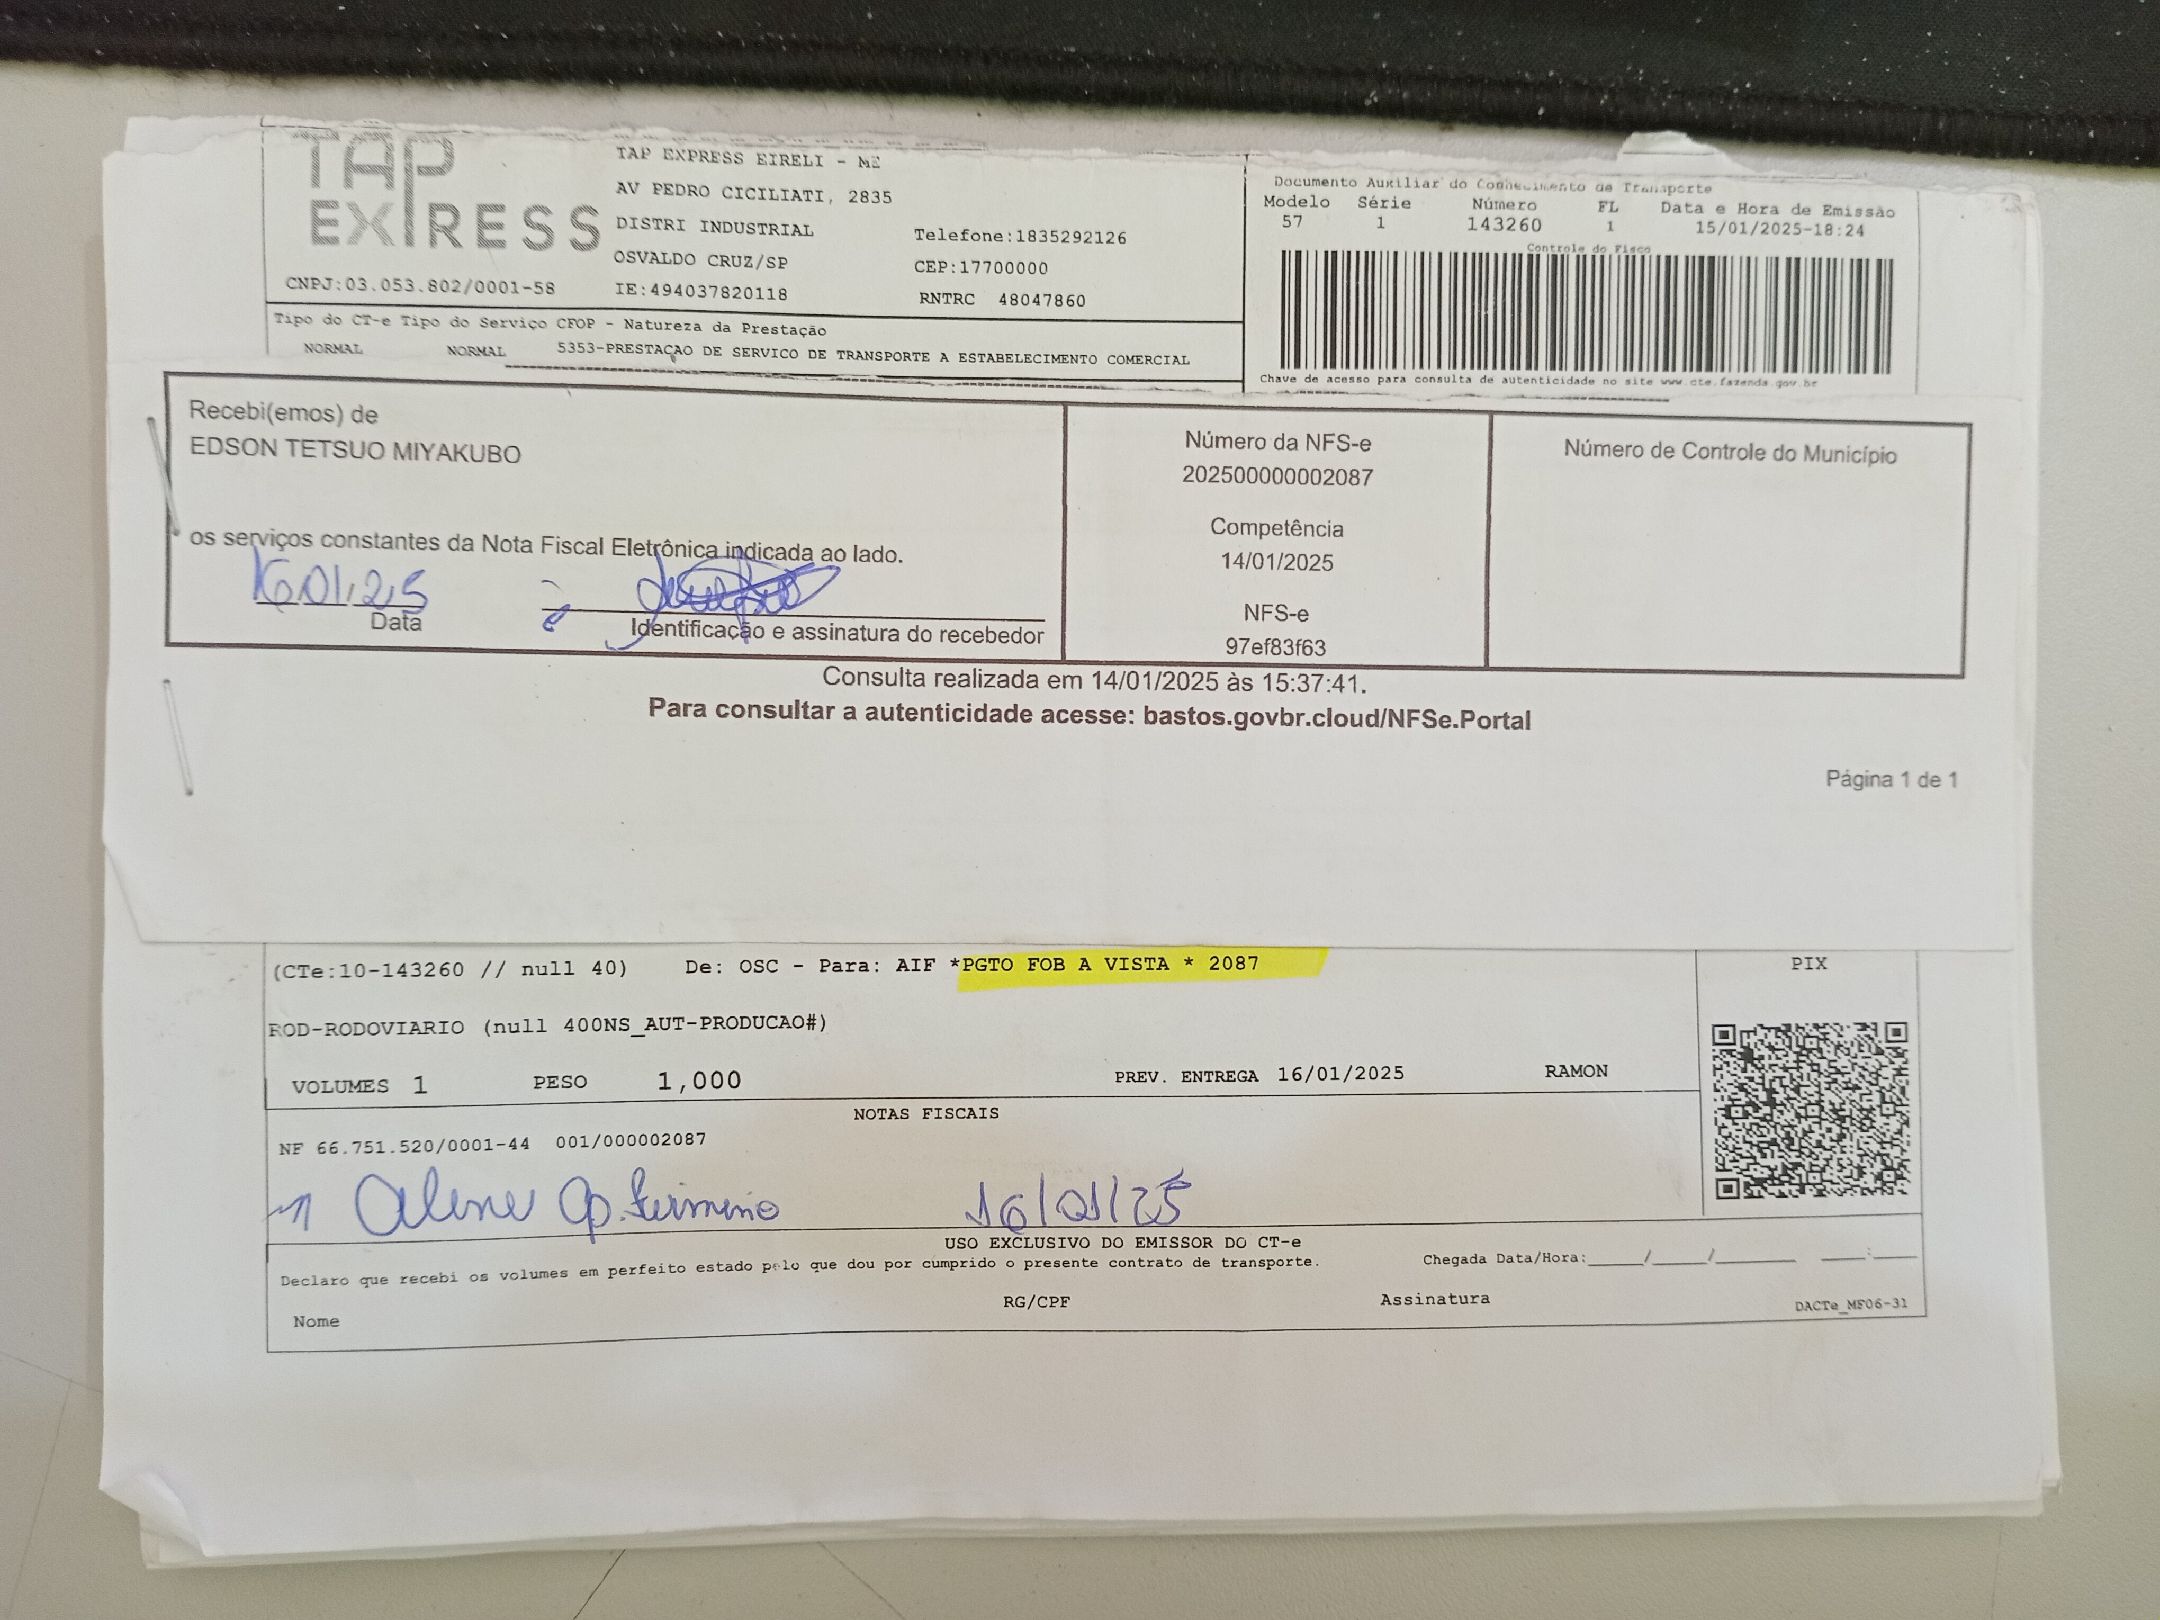 TAP
EXPRESS
CNPJ:03.053.802/0001-58
TAP EXPRESS EIRELI - ME
AV PEDRO CICILIATI, 2835
DISTRI INDUSTRIAL
OSVALDO CRUZ/SP
IE:494037820118
Telefone:1835292126
CEP:17700000
RNTRC 48047860
Documento Auxiliar do Conhecimento de Transporte
Modelo Série Número FL Data e Hora de Emissão
57 1 143260 1 15/01/2025-18:24
Controle do Fisco
Chave de acesso para consulta de autenticidade no site www.cte.fazenda.gov.br
Tipo do CT-e Tipo do Serviço CFOP - Natureza da Prestação
NORMAL NORMAL 5353-PRESTAÇAO DE SERVICO DE TRANSPORTE A ESTABELECIMENTO COMERCIAL
Recebi(emos) de
EDSON TETSUO MIYAKUBO
os serviços constantes da Nota Fiscal Eletrônica indicada ao lado.
16.01.25
Data
Identificação e assinatura do recebedor
Número da NFS-e
202500000002087
Competência
14/01/2025
NFS-e
97ef83f63
Número de Controle do Município
Consulta realizada em 14/01/2025 às 15:37:41.
Para consultar a autenticidade acesse: bastos.govbr.cloud/NFSe.Portal
Página 1 de 1
(CTe:10-143260 // null 40) De: OSC - Para: AIF *PGTO FOB A VISTA * 2087
PIX
ROD-RODOVIARIO (null 400NS_AUT-PRODUCAO#)
VOLUMES 1 PESO 1,000 PREV. ENTREGA 16/01/2025 RAMON
NOTAS FISCAIS
NF 66.751.520/0001-44 001/000002087
Aline Ap. 16/01/25
USO EXCLUSIVO DO EMISSOR DO CT-e
Declaro que recebi os volumes em perfeito estado pelo que dou por cumprido o presente contrato de transporte.
Chegada Data/Hora:_____/_____/_______ ____:____
Nome RG/CPF Assinatura
DACTe_MF06-31